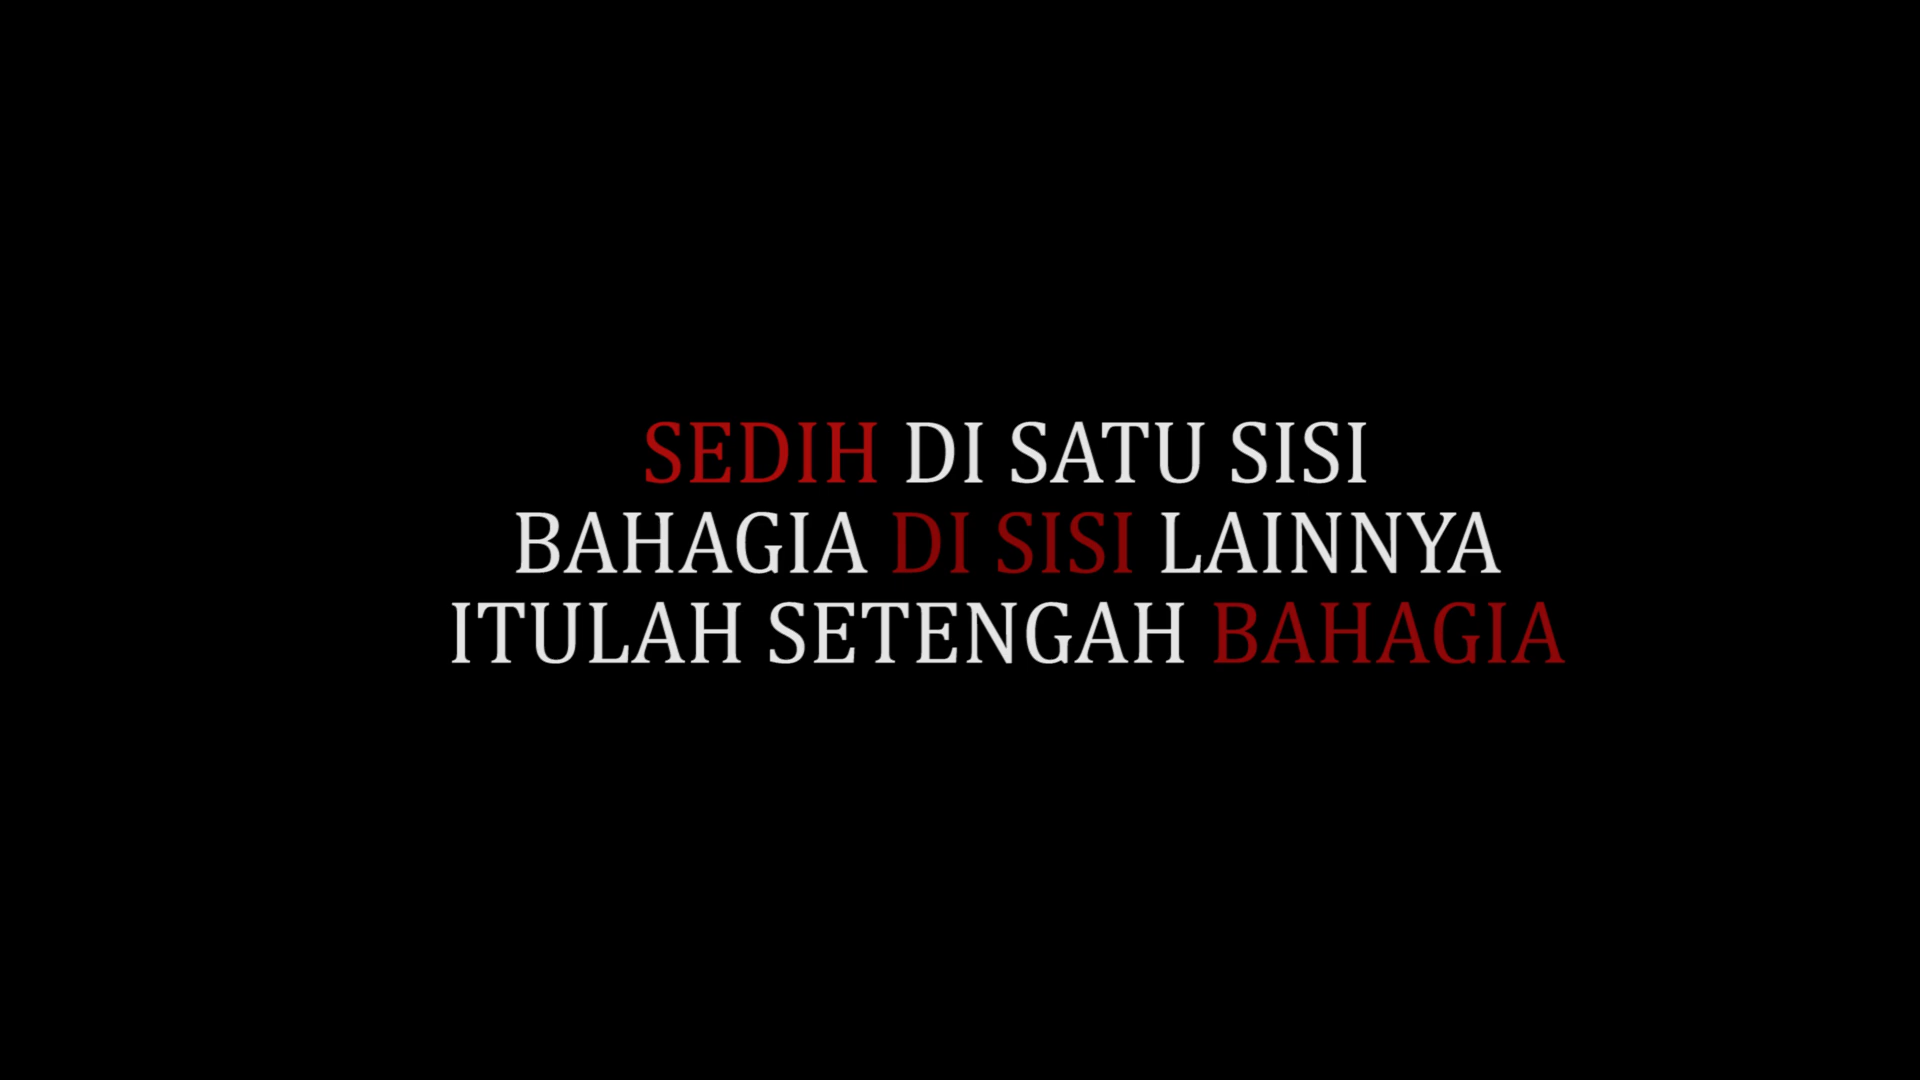 SEDIH DI SATU SISI
BAHAGIA DI SISI LAINNYA
ITULAH SETENGAH BAHAGIA